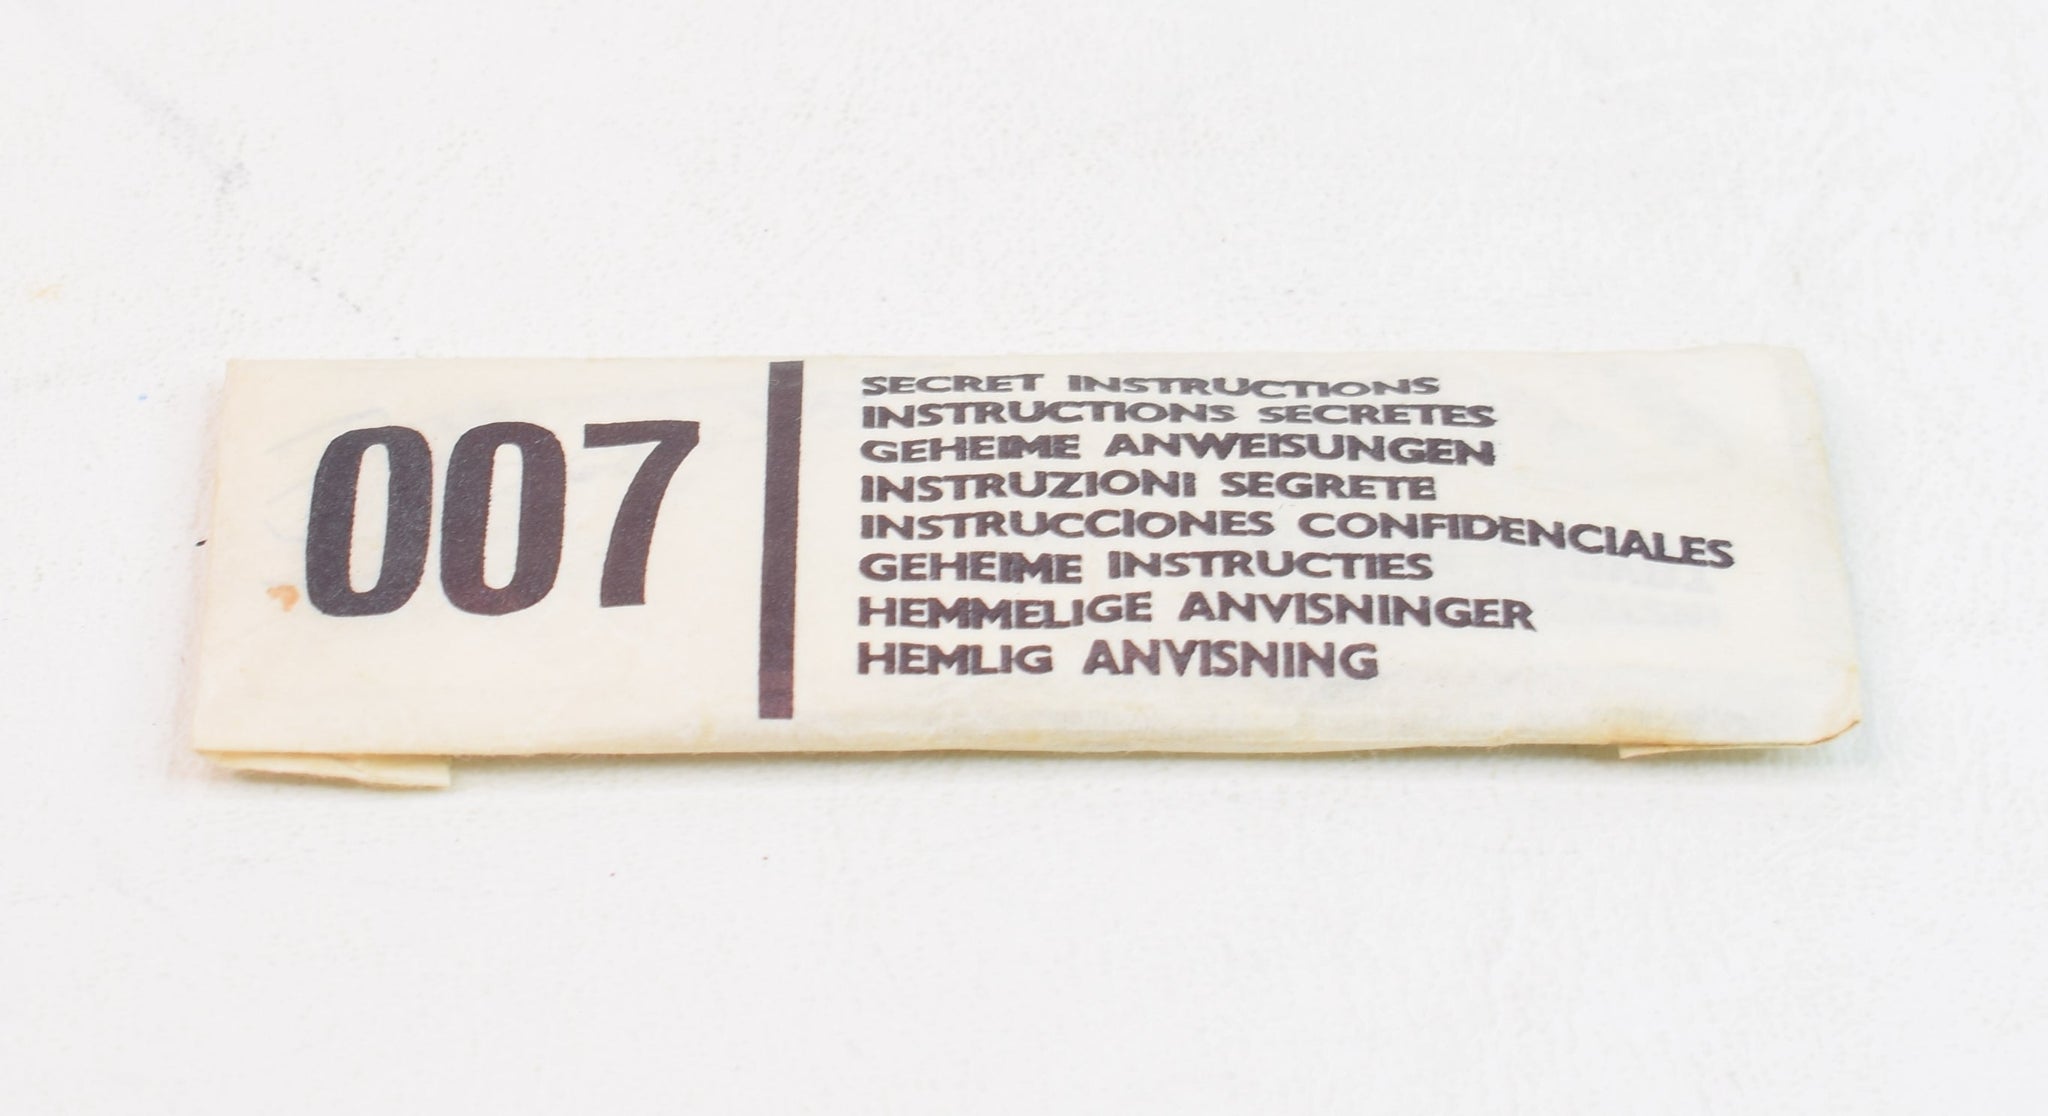 007
SECRET INSTRUCTIONS
INSTRUCTIONS SECRETES
GEHEIME ANWEISUNGEN
INSTRUZIONI SEGRETE
INSTRUCCIONES CONFIDENCIALES
GEHEIME INSTRUCTIES
HEMMELIGE ANVISNINGER
HEMLIG ANVISNING